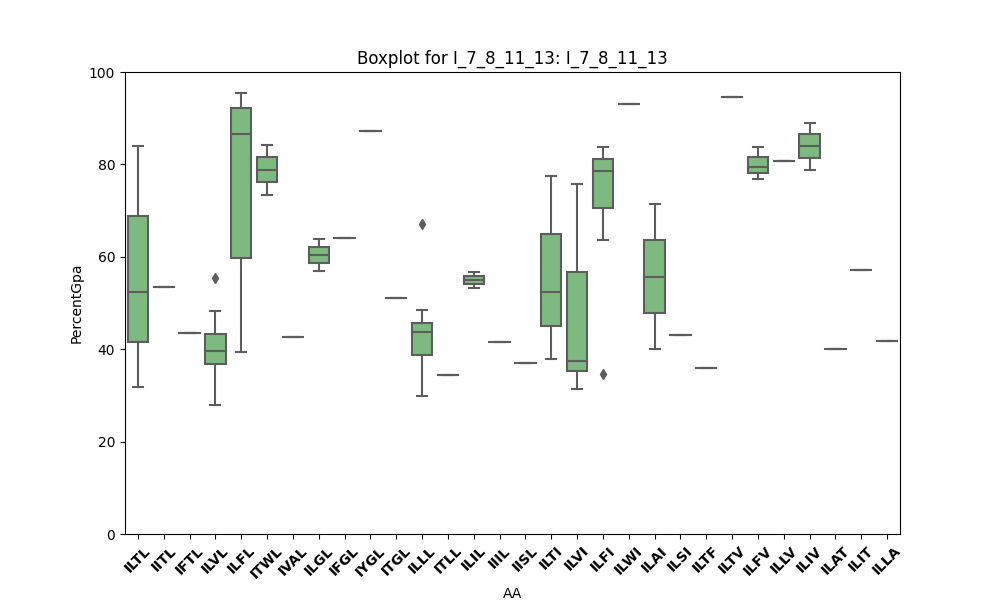 Boxplot for I_7_8_11_13: I_7_8_11_13
100
80
60
40
20
0
PercentGpa
ILTL IITL IFTL ILVL ILFL ITWL IVAL ILGL IFGL IYGL ITGL ILLL ITLL ILIL IIIL IISL ILTI ILVI ILFI ILWI ILAI ILSI ILTF ILTV ILFV ILLV ILIV ILAT ILIT ILLA
AA